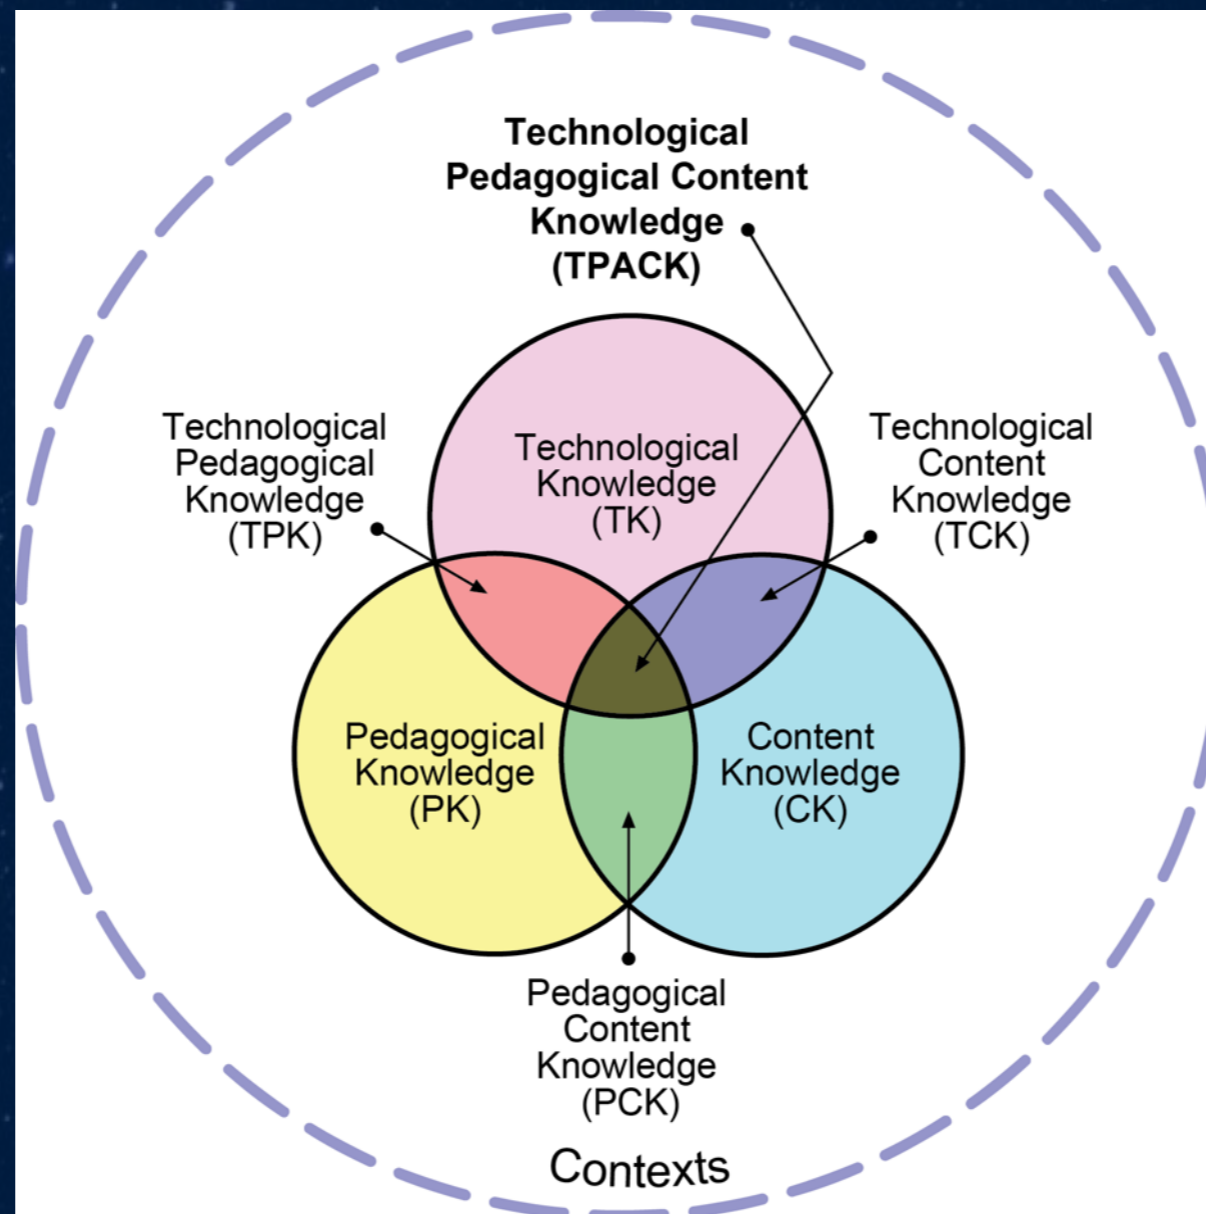 Technological
Pedagogical Content
Knowledge
(TPACK)
Technological
Pedagogical
Knowledge
(TPK)
Technological
Knowledge
(TK)
Technological
Content
Knowledge
(TCK)
Pedagogical
Knowledge
(PK)
Content
Knowledge
(CK)
Pedagogical
Content
Knowledge
(PCK)
Contexts